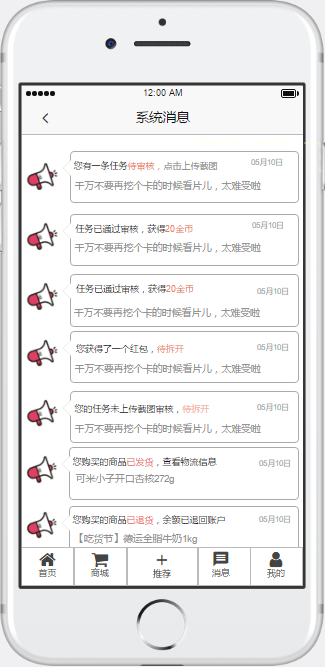 12:00 AM
系统消息
您有一条任务待审核，点击上传截图 05月10日
千万不要再挖个卡的时候看片儿，太难受啦
任务已通过审核，获得20金币 05月10日
千万不要再挖个卡的时候看片儿，太难受啦
任务已通过审核，获得20金币 05月10日
千万不要再挖个卡的时候看片儿，太难受啦
您获得了一个红包，待拆开 05月10日
千万不要再挖个卡的时候看片儿，太难受啦
您的任务未上传截图审核，待拆开 05月10日
千万不要再挖个卡的时候看片儿，太难受啦
您购买的商品已发货，查看物流信息 05月10日
可米小子开口杏核272g
您购买的商品已退货，余额已退回账户 05月10日
【吃货节】德运全脂牛奶1kg
首页 商城 推荐 消息 我的